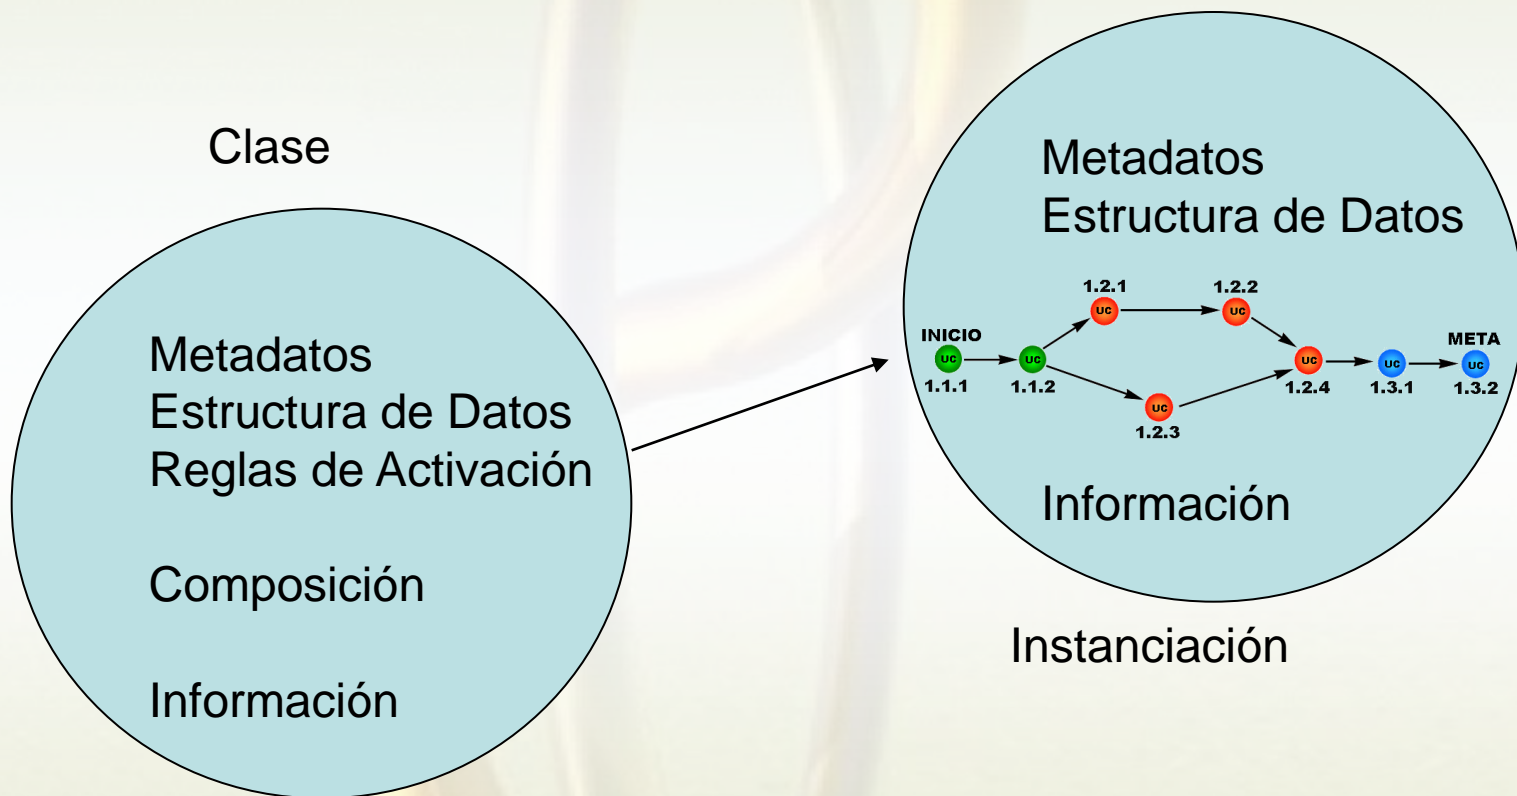 Clase
Metadatos
Estructura de Datos
Reglas de Activación
Composición
Información
Metadatos
Estructura de Datos
1.2.1
1.2.2
UC
UC
INICIO
META
UC
UC
UC
UC
UC
1.1.1
1.1.2
1.2.4
1.3.1
1.3.2
UC
1.2.3
Información
Instanciación